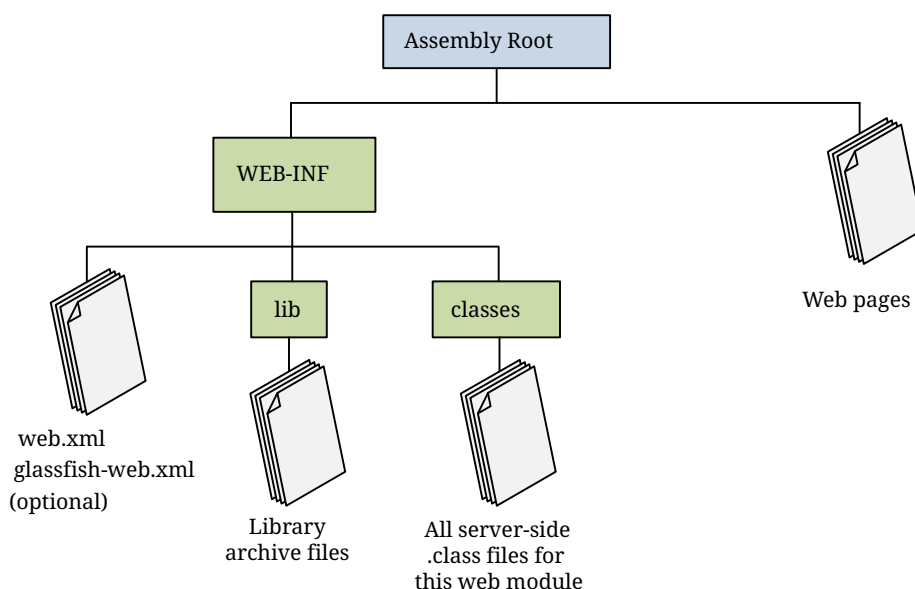 Assembly Root
WEB-INF
Web pages
lib
classes
web.xml
glassfish-web.xml
(optional)
Library
archive files
All server-side
.class files for
this web module